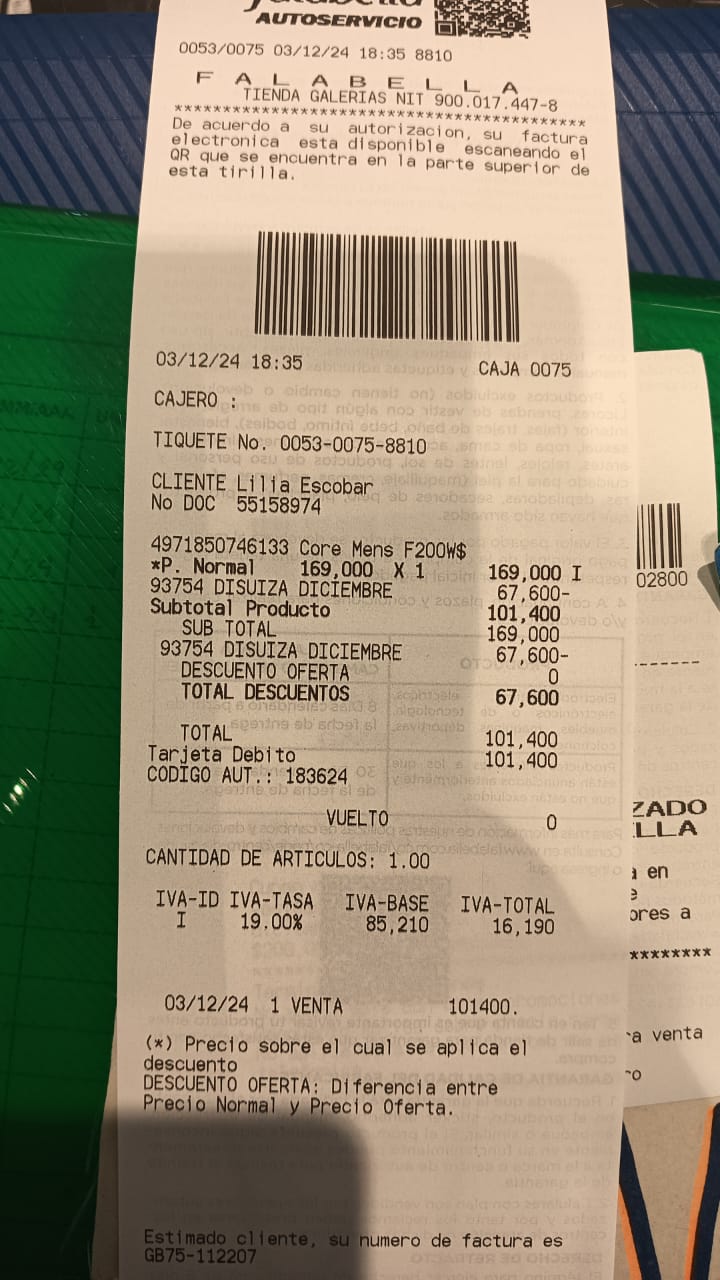 AUTOSERVICIO
0053/0075 03/12/24 18:35 8810
F A L A B E L L A
TIENDA GALERIAS NIT 900.017.447-8
******************************************
De acuerdo a su autorizacion, su factura
electronica esta disponible escaneando el
QR que se encuentra en la parte superior de
esta tirilla.
03/12/24 18:35 CAJA 0075
CAJERO :
TIQUETE No. 0053-0075-8810
CLIENTE Lilia Escobar
No DOC 55158974
4971850746133 Core Mens F200W$
*P. Normal 169,000 X 1 169,000 I
93754 DISUIZA DICIEMBRE 67,600-
Subtotal Producto 101,400
SUB TOTAL 169,000
93754 DISUIZA DICIEMBRE 67,600-
DESCUENTO OFERTA 0
TOTAL DESCUENTOS 67,600
TOTAL 101,400
Tarjeta Debito 101,400
CODIGO AUT.: 183624
VUELTO 0
CANTIDAD DE ARTICULOS: 1.00
IVA-ID IVA-TASA IVA-BASE IVA-TOTAL
I 19.00% 85,210 16,190
03/12/24 1 VENTA 101400.
(*) Precio sobre el cual se aplica el
descuento
DESCUENTO OFERTA: Diferencia entre
Precio Normal y Precio Oferta.
Estimado cliente, su numero de factura es
GB75-112207
02800
ZADO
LLA
en
ores a
*********
venta